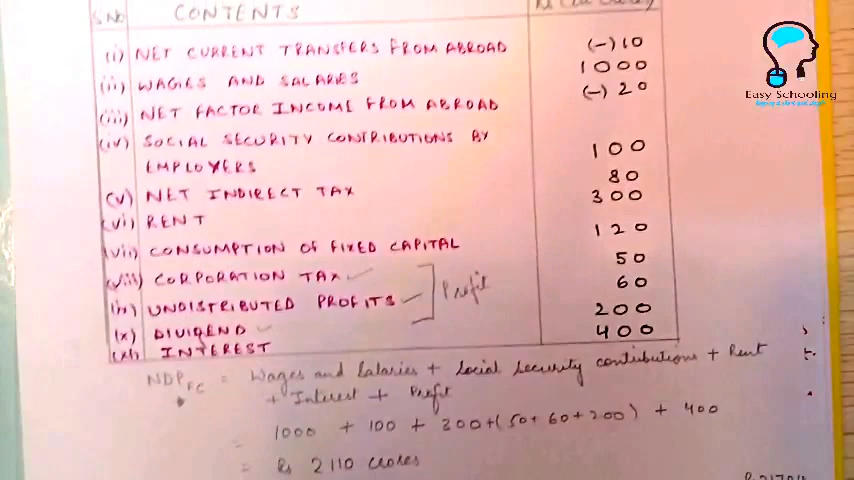 S.NO CONTENTS
(i) NET CURRENT TRANSFERS FROM ABROAD (-) 10
(ii) WAGES AND SALARIES 1000
(iii) NET FACTOR INCOME FROM ABROAD (-) 20
(iv) SOCIAL SECURITY CONTRIBUTIONS BY
EMPLOYERS 100
(v) NET INDIRECT TAX 80
(vi) RENT 300
(vii) CONSUMPTION OF FIXED CAPITAL 120
(viii) CORPORATION TAX 50
(ix) UNDISTRIBUTED PROFITS 60
Profit
(x) DIVIDEND 200
(xi) INTEREST 400
NDP FC = Wages and Salaries + Social Security contributions + Rent
+ Interest + Profit
= 1000 + 100 + 300 + (50 + 60 + 200) + 400
= Rs 2110 crores
Easy Schooling